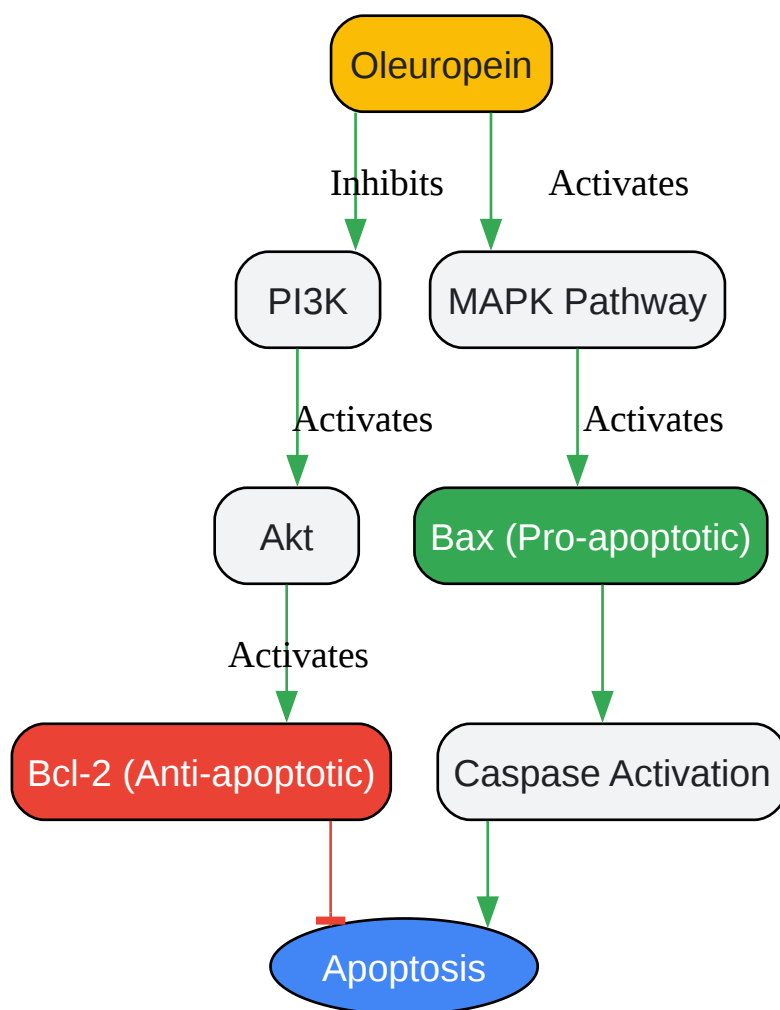 Oleuropein
Inhibits
Activates
PI3K
MAPK Pathway
Activates
Activates
Akt
Bax (Pro-apoptotic)
Activates
Bcl-2 (Anti-apoptotic)
Caspase Activation
Apoptosis